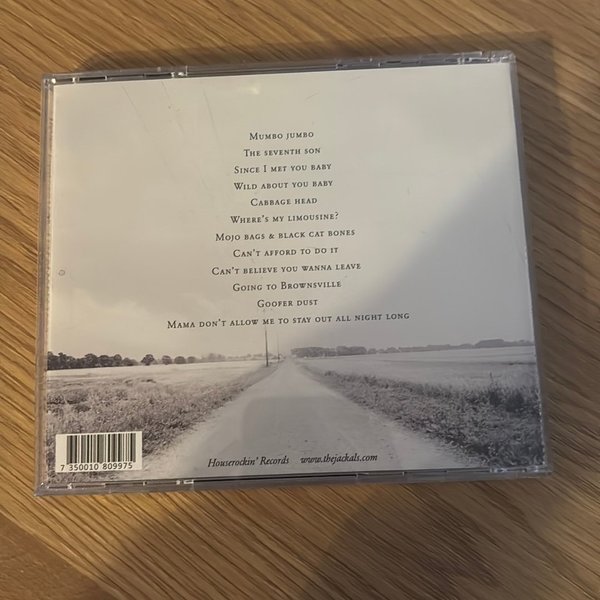 Mumbo jumbo
The seventh son
Since I met you baby
Wild about you baby
Cabbage head
Where's my limousine?
Mojo bags & black cat bones
Can't afford to do it
Can't believe you wanna leave
Going to Brownsville
Goofer dust
Mama don't allow me to stay out all night long
7 350010 809975
Houserockin' Records www.thejackals.com